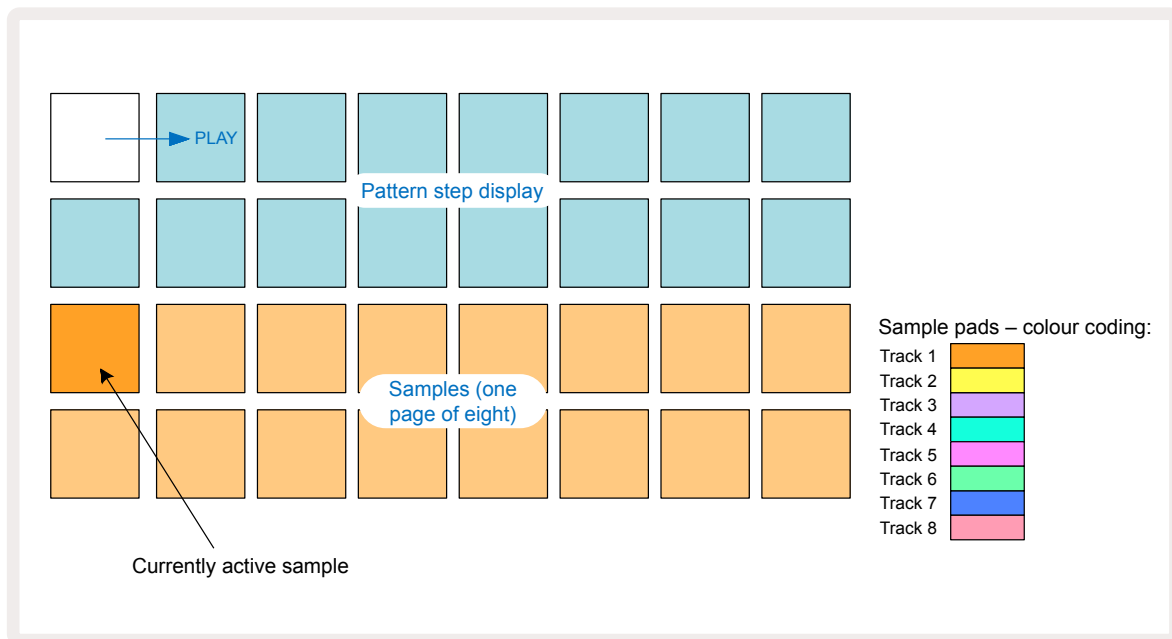 PLAY
Pattern step display
Samples (one
page of eight)
Currently active sample
Sample pads – colour coding:
Track 1
Track 2
Track 3
Track 4
Track 5
Track 6
Track 7
Track 8